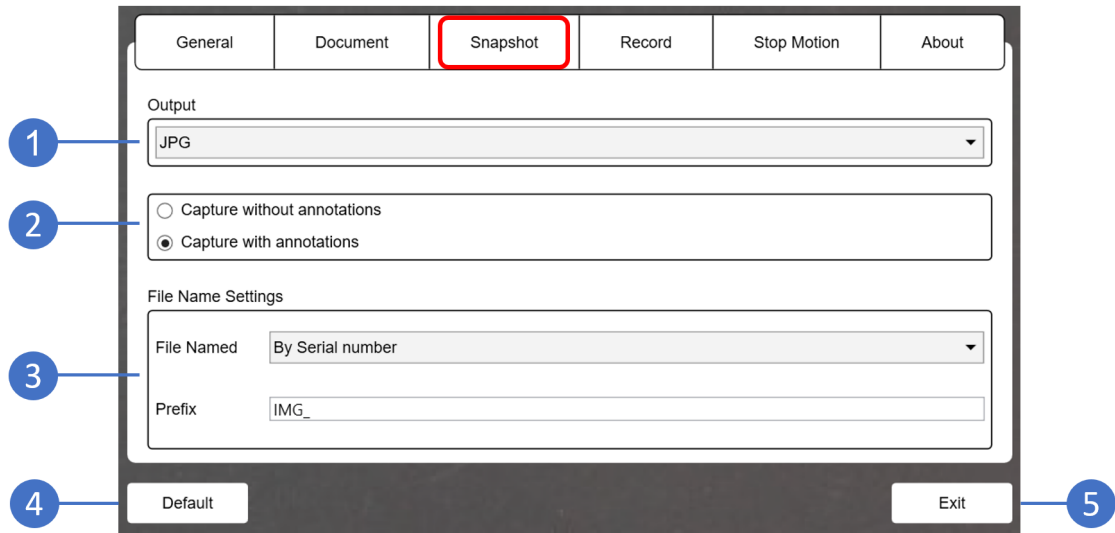 General Document Snapshot Record Stop Motion About
Output
1 JPG
2 Capture without annotations
Capture with annotations
File Name Settings
File Named By Serial number
3
Prefix IMG_
4 Default Exit 5